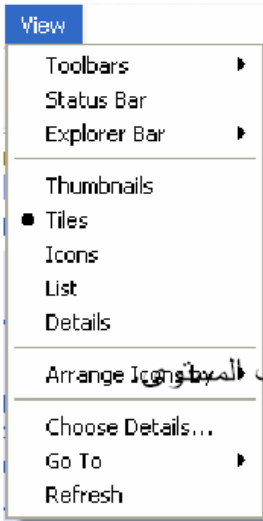 View
Toolbars
Status Bar
Explorer Bar
Thumbnails
Tiles
Icons
List
Details
Arrange Icons by
المستوى
Choose Details...
Go To
Refresh